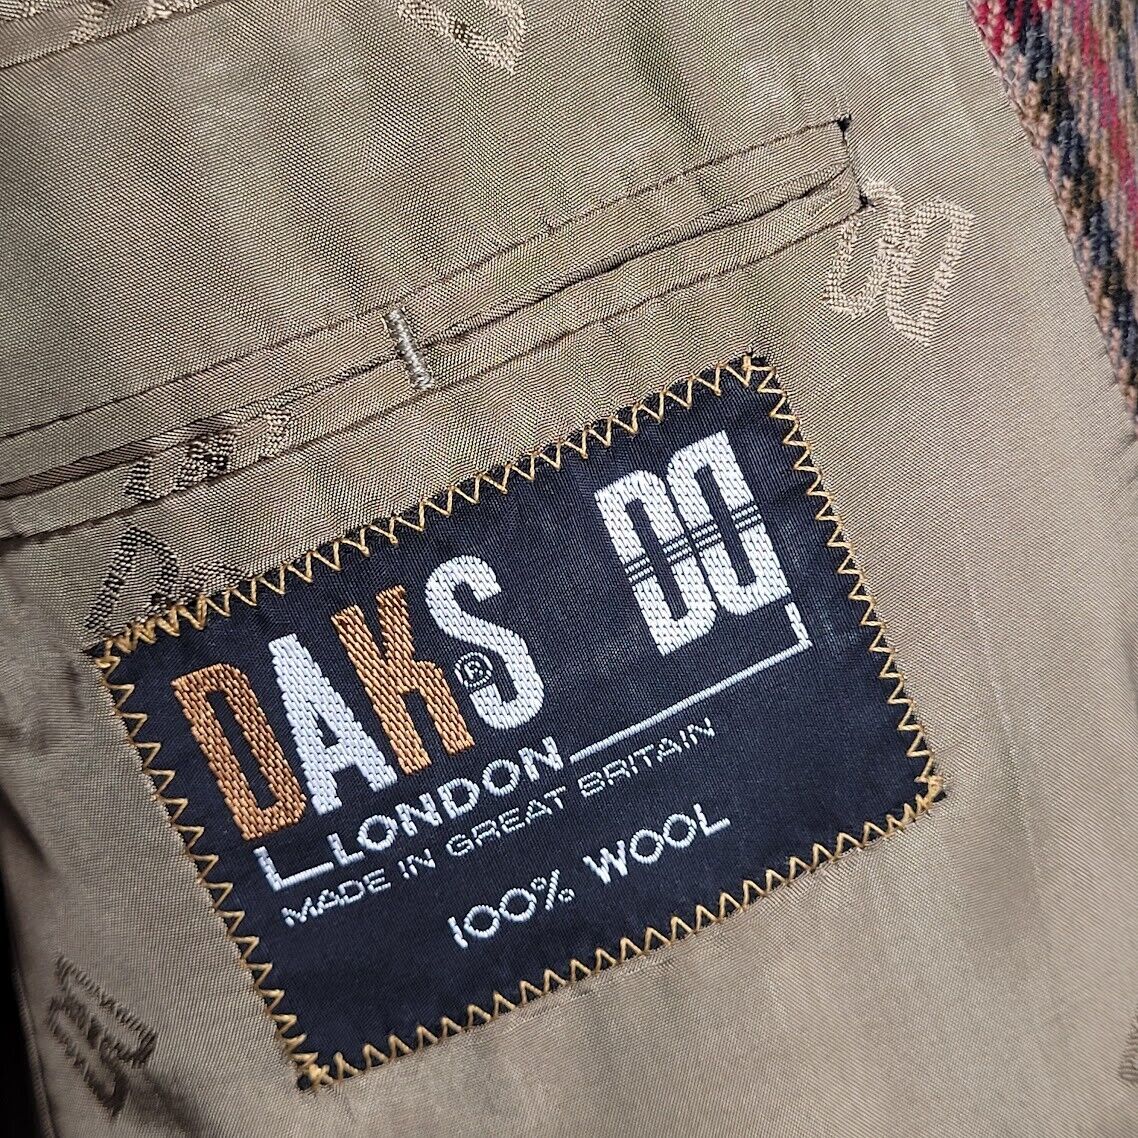 DAKS® DD
LONDON
MADE IN GREAT BRITAIN
100% WOOL